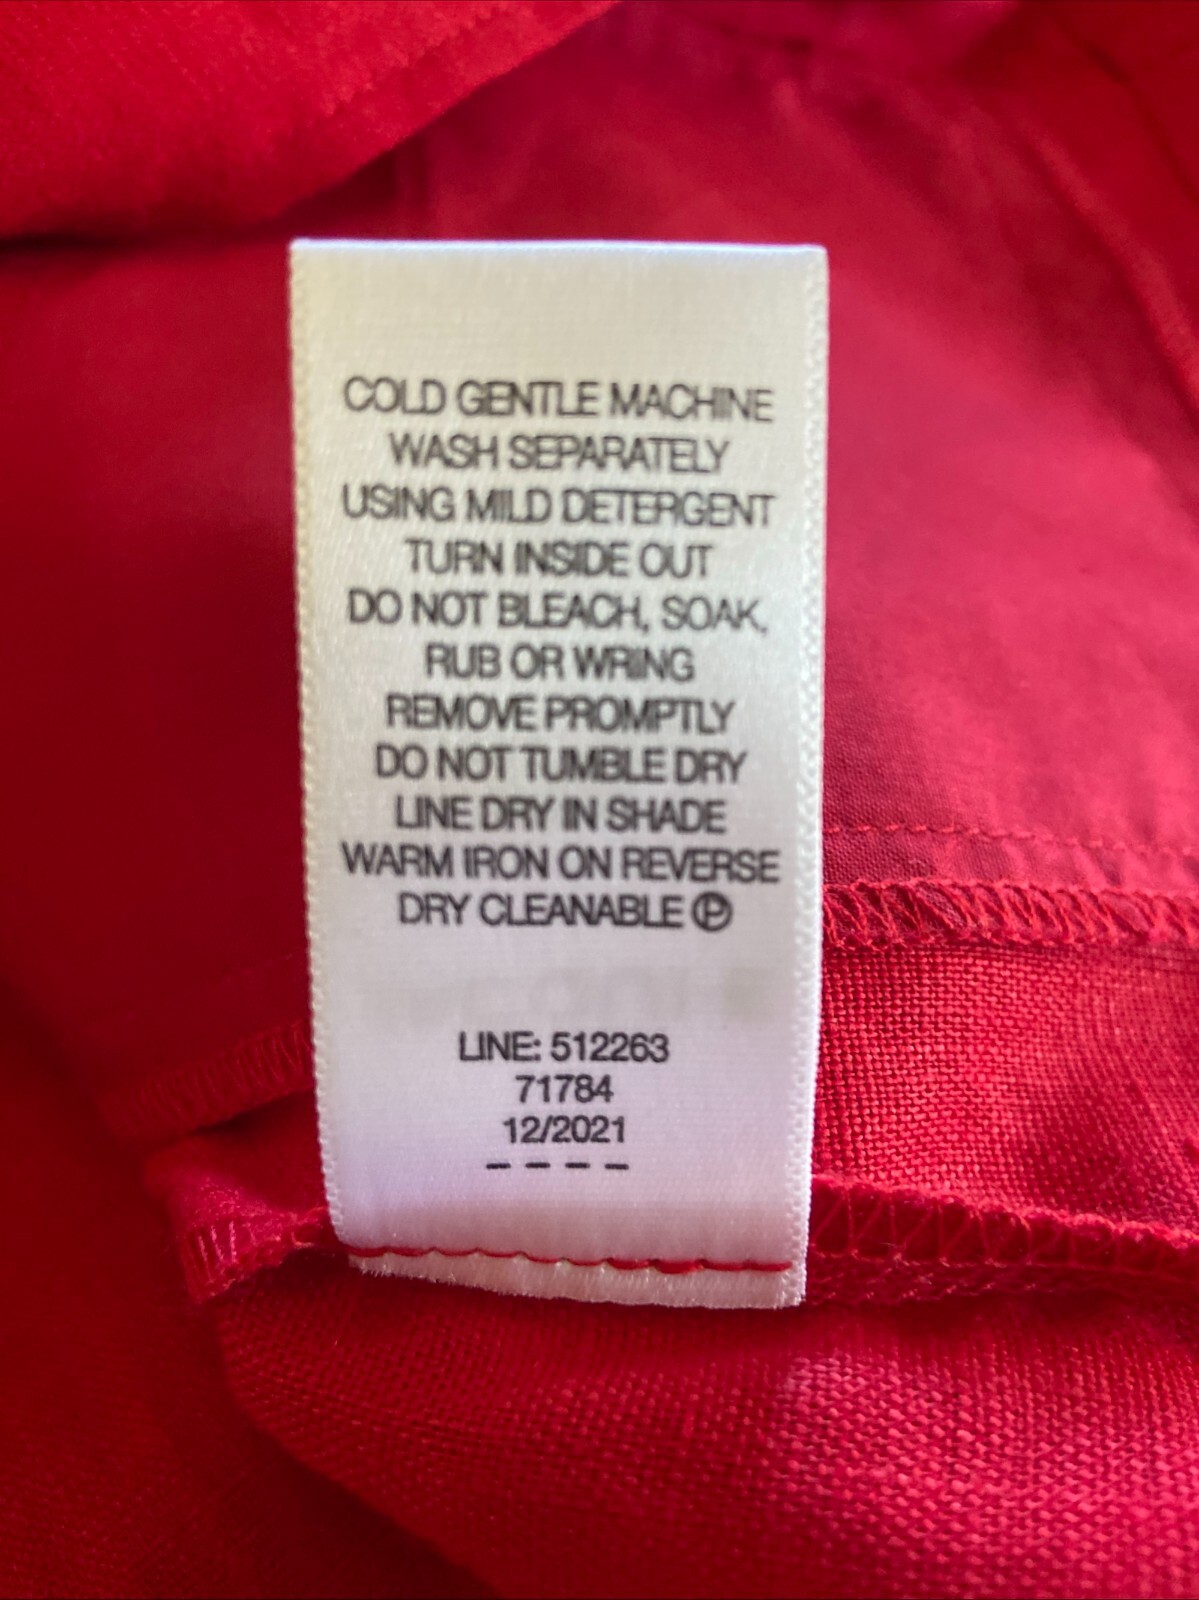 COLD GENTLE MACHINE
WASH SEPARATELY
USING MILD DETERGENT
TURN INSIDE OUT
DO NOT BLEACH, SOAK,
RUB OR WRING
REMOVE PROMPTLY
DO NOT TUMBLE DRY
LINE DRY IN SHADE
WARM IRON ON REVERSE
DRY CLEANABLE Ⓟ
LINE: 512263
71784
12/2021
– – – –